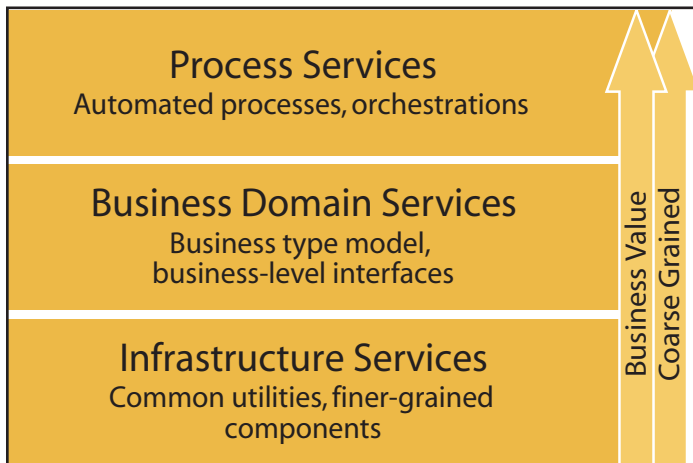 Process Services
Automated processes, orchestrations
Business Domain Services
Business type model,
business-level interfaces
Infrastructure Services
Common utilities, finer-grained
components
Business Value
Coarse Grained